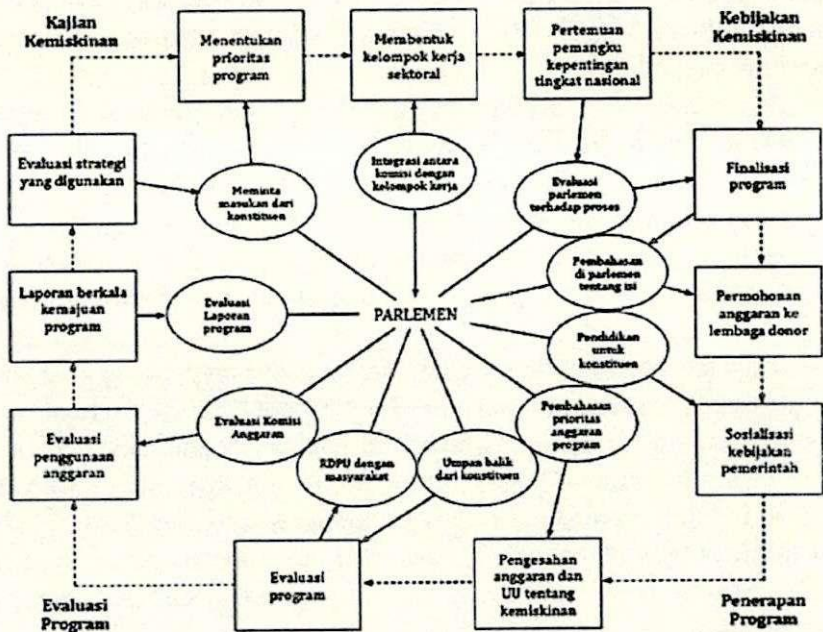 Kajian
Kemiskinan
Menentukan
prioritas
program
Membentuk
kelompok kerja
sektoral
Pertemuan
pemangku
kepentingan
tingkat nasional
Kebijakan
Kemiskinan
Evaluasi strategi
yang digunakan
Meminta
masukan dari
konstituen
Integrasi antara
komisi dengan
kelompok kerja
Evaluasi
parlemen
terhadap proses
Finalisasi
program
Laporan berkala
kemajuan
program
Evaluasi
Laporan
program
PARLEMEN
Pembahasan
di parlemen
tentang isi
Permohonan
anggaran ke
lembaga donor
Pendidikan
untuk
konstituen
Evaluasi
penggunaan
anggaran
Evaluasi Komisi
Anggaran
RDPU dengan
masyarakat
Umpan balik
dari konstituen
Pembahasan
prioritas
anggaran
program
Sosialisasi
kebijakan
pemerintah
Evaluasi
program
Pengesahan
anggaran dan
UU tentang
kemiskinan
Evaluasi
Program
Penerapan
Program